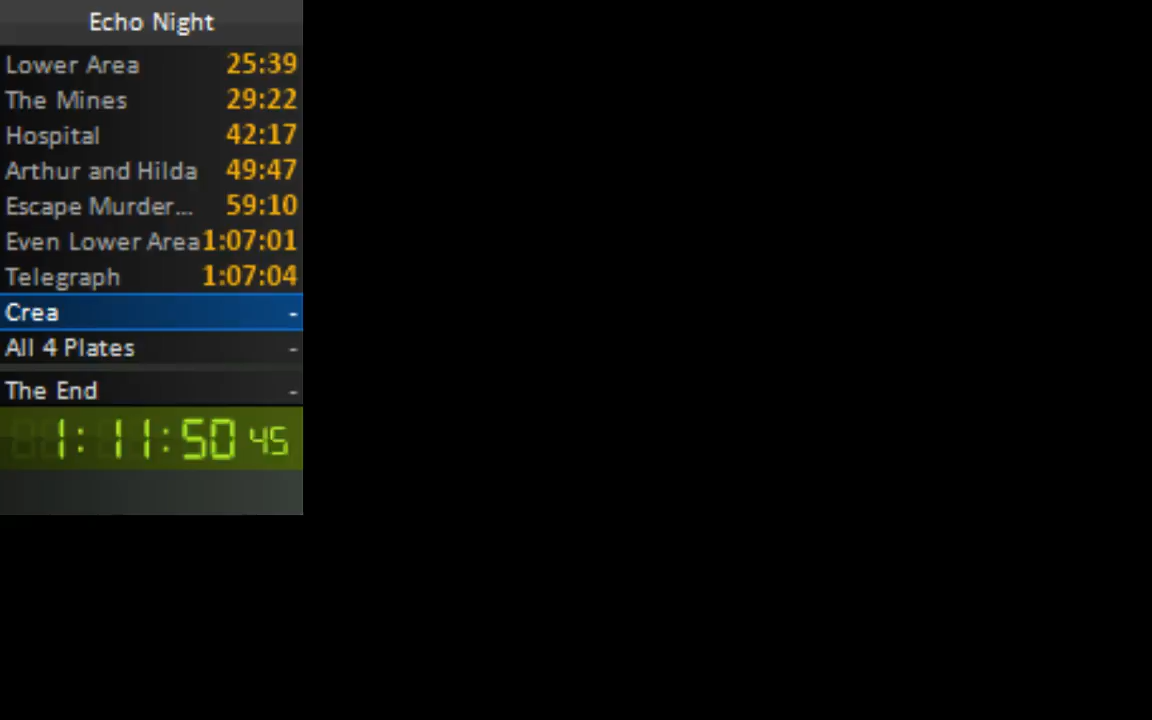 Echo Night
Lower Area 25:39
The Mines 29:22
Hospital 42:17
Arthur and Hilda 49:47
Escape Murder... 59:10
Even Lower Area 1:07:01
Telegraph 1:07:04
Crea -
All 4 Plates -
The End -
1:11:50 45